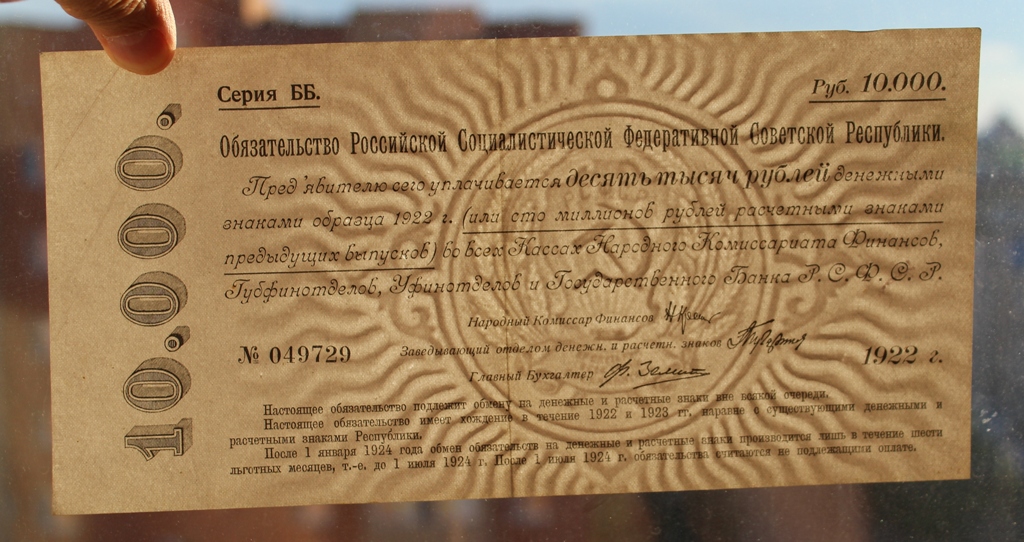 Серия ББ.
Руб. 10.000.
10.000.
Обязательство Российской Социалистической Федеративной Советской Республики.
Пред'явителю сего уплачивается десять тысяч рублей денежными
знаками образца 1922 г. (или сто миллионов рублей расчетными знаками
предыдущих выпусков) во всех Кассах Народного Комиссариата Финансов,
Губфинотделов, Уфинотделов и Государственного Банка Р. С. Ф. С. Р.
Народный Комиссар Финансов
№ 049729
Заведывающий отделом денежн. и расчетн. знаков
1922 г.
Главный Бухгалтер
Настоящее обязательство подлежит обмену на денежные и расчетные знаки вне всякой очереди.
Настоящее обязательство имеет хождение в течение 1922 и 1923 гг. наравне с существующими денежными и
расчетными знаками Республики.
После 1 января 1924 года обмен обязательств на денежные и расчетные знаки производится лишь в течение шести
льготных месяцев, т.-е. до 1 июля 1924 г. После 1 июля 1924 г. обязательства считаются не подлежащими оплате.